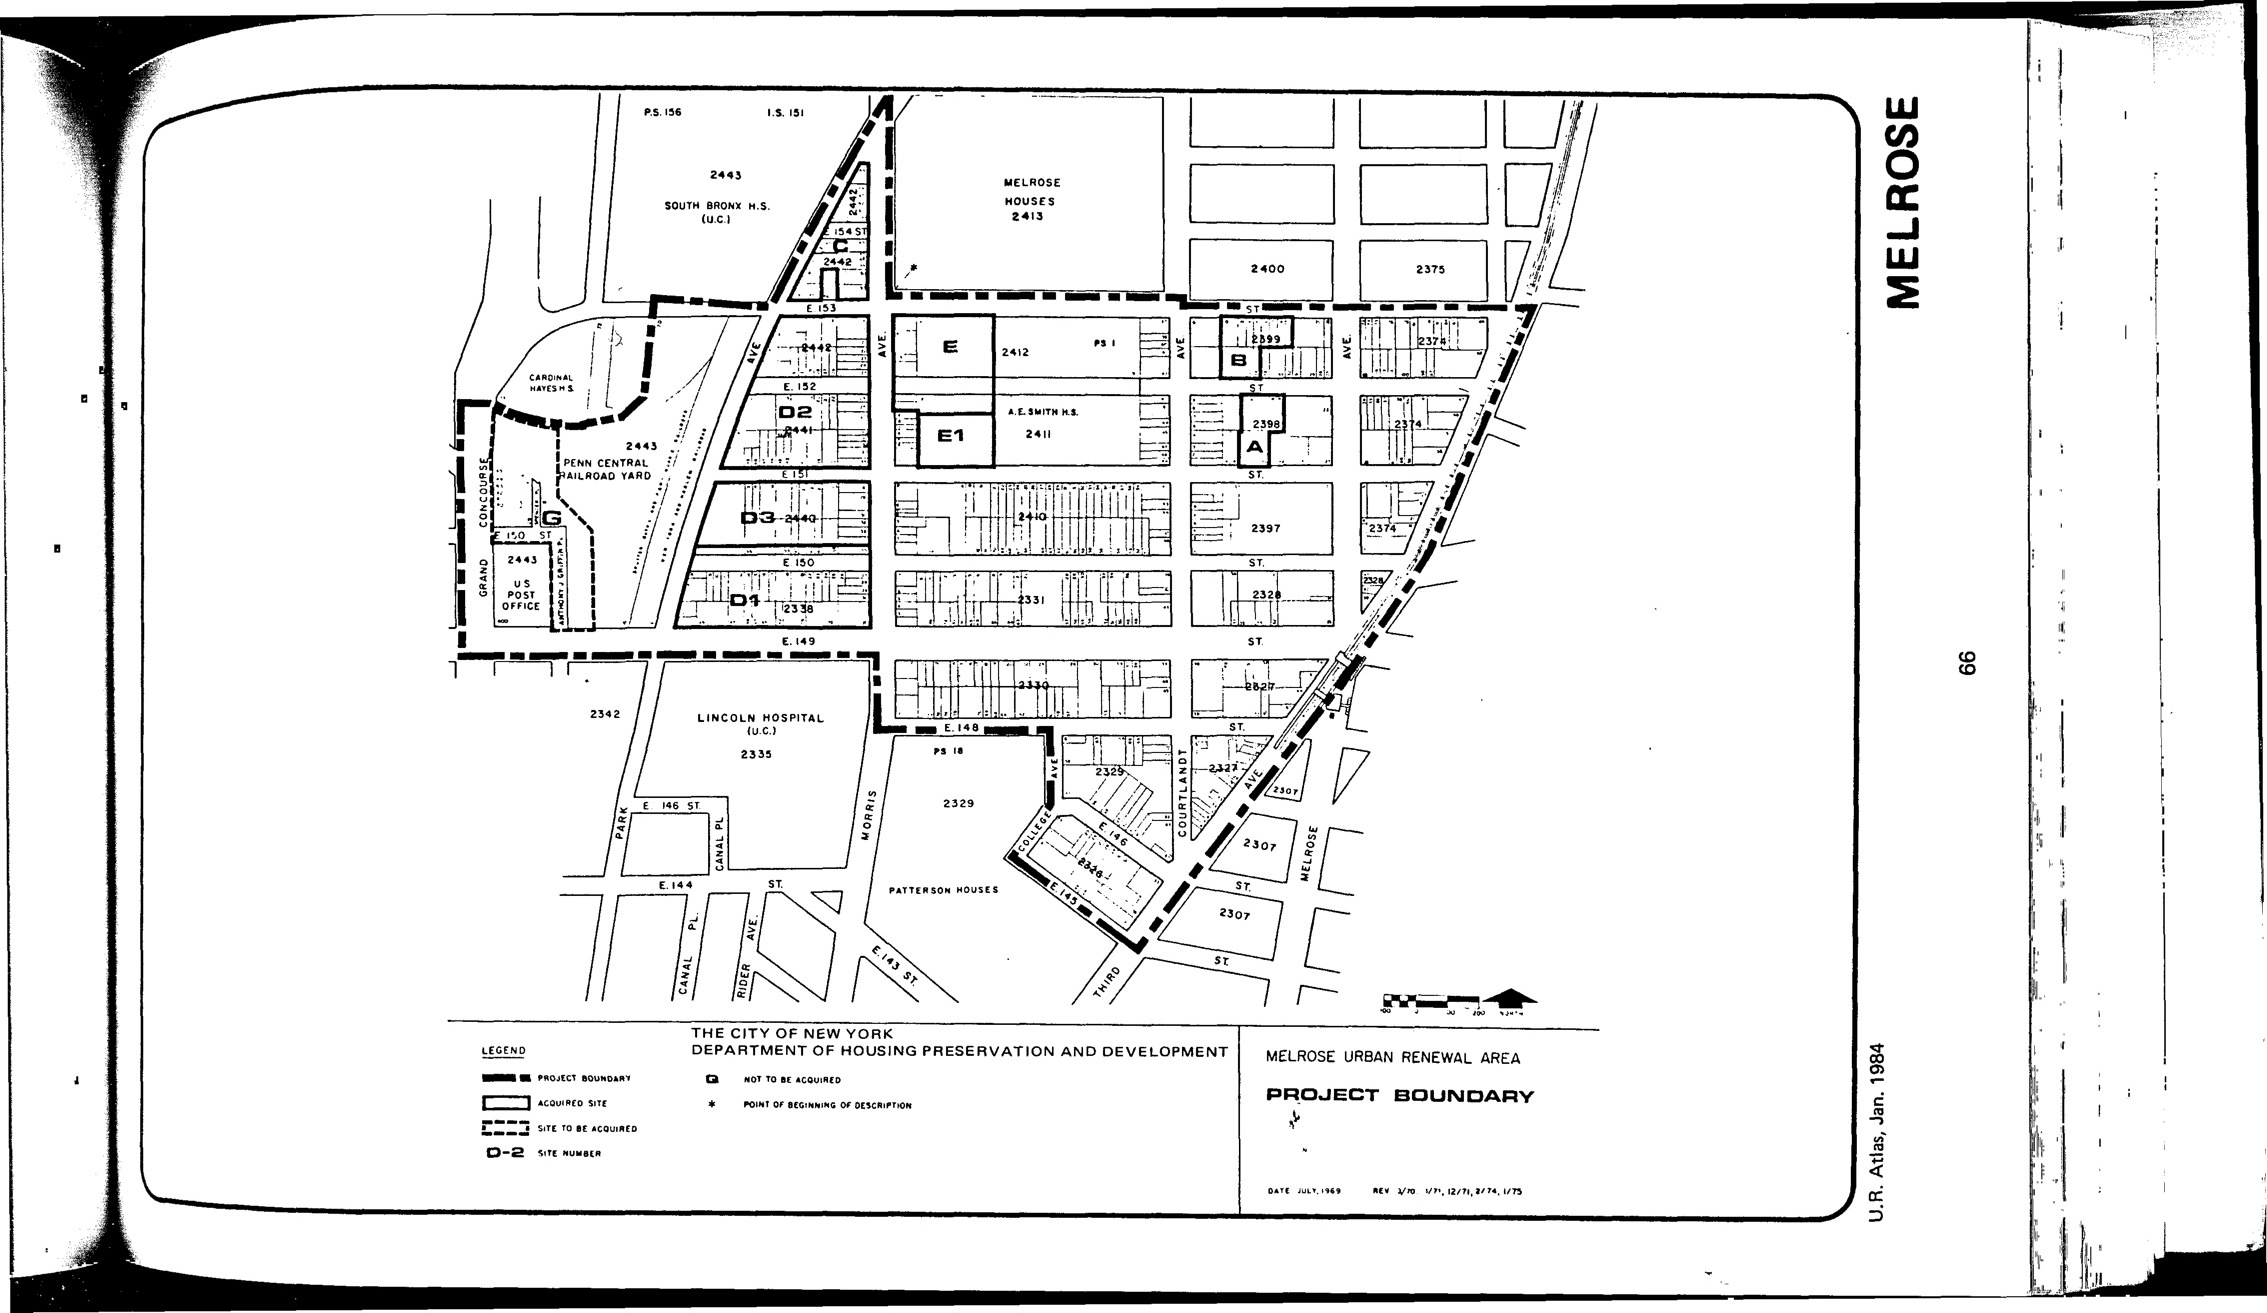 P.S. 156
I.S. 151
2443
SOUTH BRONX H.S.
(U.C.)
2442
E 154 ST
C
2442
MELROSE
HOUSES
2413
*
2400
2375
E. 153
ST.
CARDINAL
HAYES H.S.
AVE
2442
AVE.
E
2412
PS 1
AVE
2399
B
AVE.
2374
E. 152
ST.
D2
2441
A.E. SMITH H.S.
E1
2411
2398
A
2374
2443
PENN CENTRAL
RAILROAD YARD
E. 151
ST.
GRAND CONCOURSE
G
E 150 ST
D3
2440
2410
2397
2374
2443
U S
POST
OFFICE
400
ANTHONY J. GRIFFIN PL.
E. 150
ST.
D1
2338
2331
2328
2328
E. 149
ST.
2342
LINCOLN HOSPITAL
(U.C.)
2335
2330
2327
E. 148
ST.
PS 18
2329
AVE
2329
COURTLANDT
2327
AVE
2307
PARK
E. 146 ST.
CANAL PL
MORRIS
COLLEGE
E. 146
2326
E. 145
2307
MELROSE
E. 144
ST.
PATTERSON HOUSES
ST.
2307
CANAL PL.
RIDER AVE.
E. 143 ST.
THIRD
ST.
NORTH
LEGEND
PROJECT BOUNDARY
ACQUIRED SITE
SITE TO BE ACQUIRED
D-2 SITE NUMBER
THE CITY OF NEW YORK
DEPARTMENT OF HOUSING PRESERVATION AND DEVELOPMENT
Q NOT TO BE ACQUIRED
* POINT OF BEGINNING OF DESCRIPTION
MELROSE URBAN RENEWAL AREA
PROJECT BOUNDARY
DATE JULY, 1969 REV 3/70 1/71, 12/71, 2/74, 1/75
MELROSE
66
U.R. Atlas, Jan. 1984